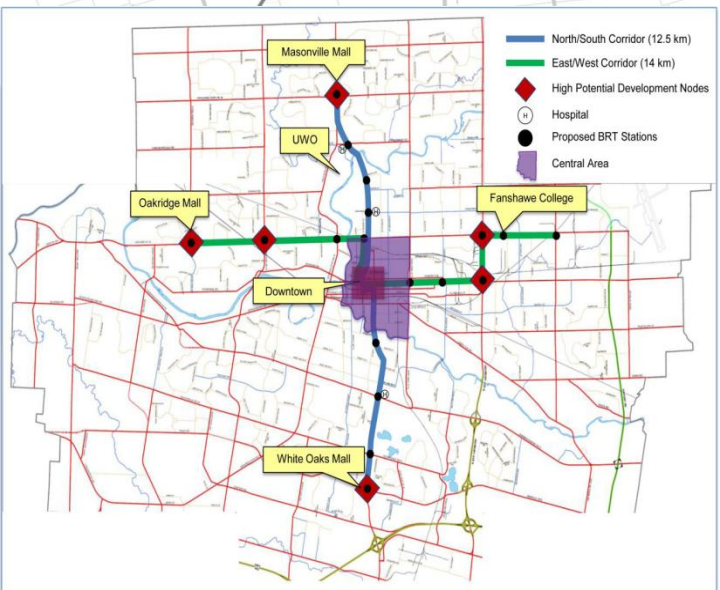 Masonville Mall
North/South Corridor (12.5 km)
East/West Corridor (14 km)
High Potential Development Nodes
H
Hospital
Proposed BRT Stations
Central Area
UWO
H
Oakridge Mall
Fanshawe College
H
Downtown
H
White Oaks Mall